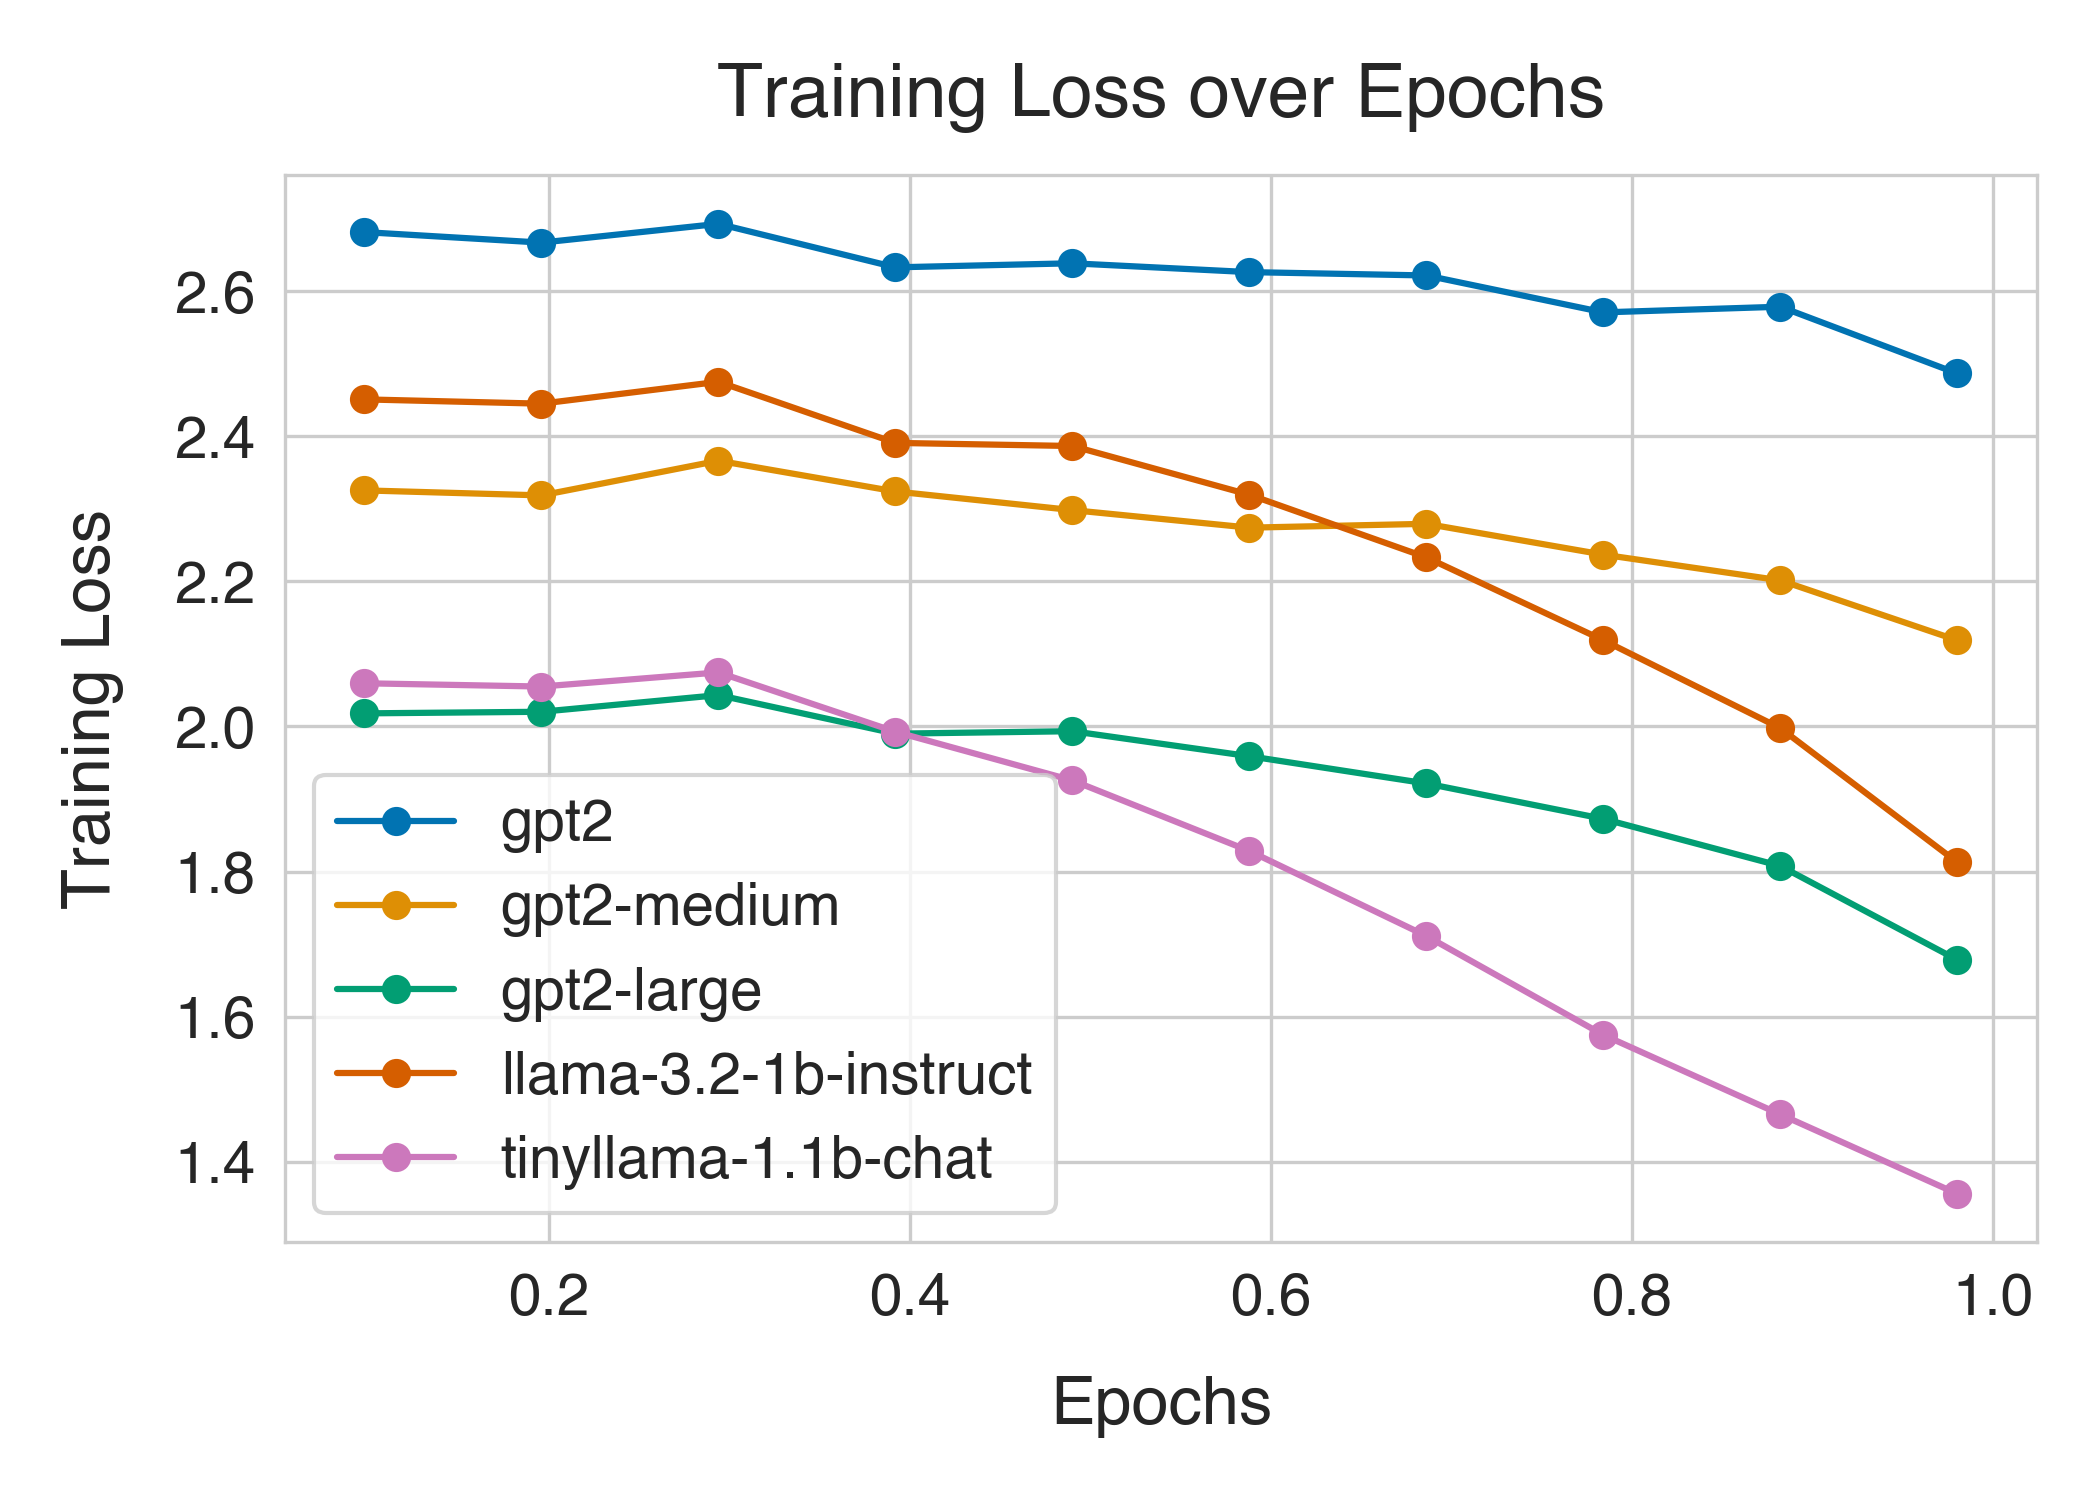 Training Loss over Epochs
Training Loss
2.6
2.4
2.2
2.0
1.8
1.6
1.4
gpt2
gpt2-medium
gpt2-large
llama-3.2-1b-instruct
tinyllama-1.1b-chat
0.2
0.4
0.6
0.8
1.0
Epochs